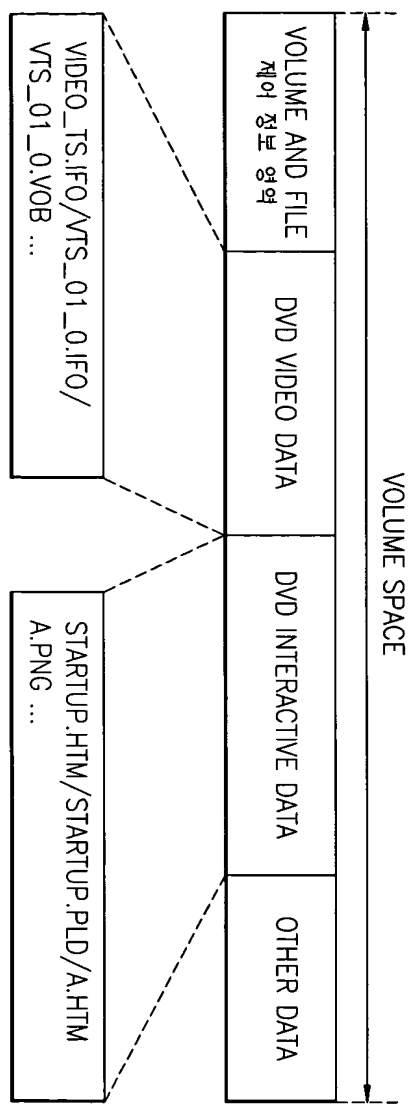 VOLUME SPACE
VOLUME AND FILE
제어 정보 영역
DVD VIDEO DATA
DVD INTERACTIVE DATA
OTHER DATA
VIDEO_TS.IFO/VTS_01_0.IFO/
VTS_01_0.VOB ...
STARTUP.HTM/STARTUP.PLD/A.HTM
A.PNG ...